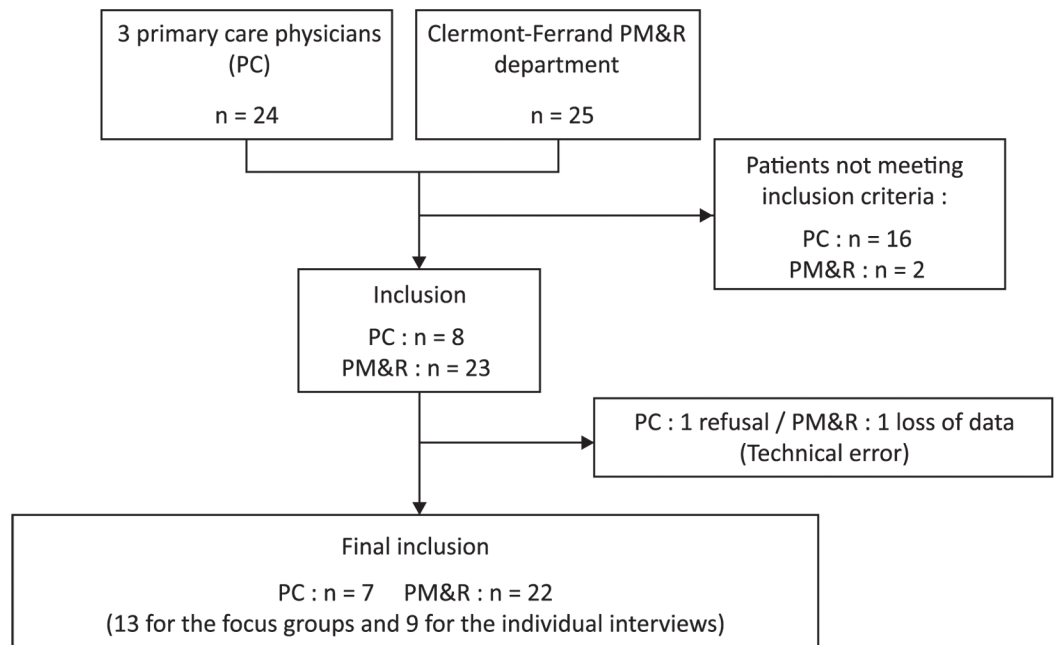 3 primary care physicians
(PC)
n = 24
Clermont-Ferrand PM&R
department
n = 25
Patients not meeting
inclusion criteria :
PC : n = 16
PM&R : n = 2
Inclusion
PC : n = 8
PM&R : n = 23
PC : 1 refusal / PM&R : 1 loss of data
(Technical error)
Final inclusion
PC : n = 7 PM&R : n = 22
(13 for the focus groups and 9 for the individual interviews)